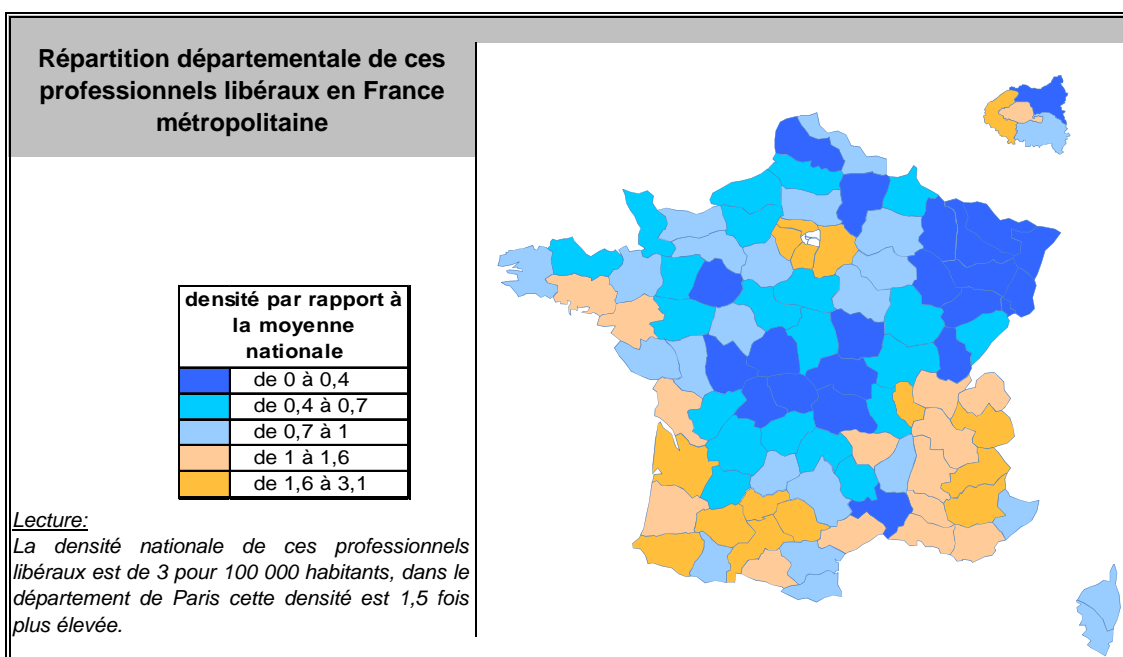 Répartition départementale de ces
professionnels libéraux en France
métropolitaine
densité par rapport à
la moyenne
nationale
de 0 à 0,4
de 0,4 à 0,7
de 0,7 à 1
de 1 à 1,6
de 1,6 à 3,1
Lecture:
La densité nationale de ces professionnels
libéraux est de 3 pour 100 000 habitants, dans le
département de Paris cette densité est 1,5 fois
plus élevée.